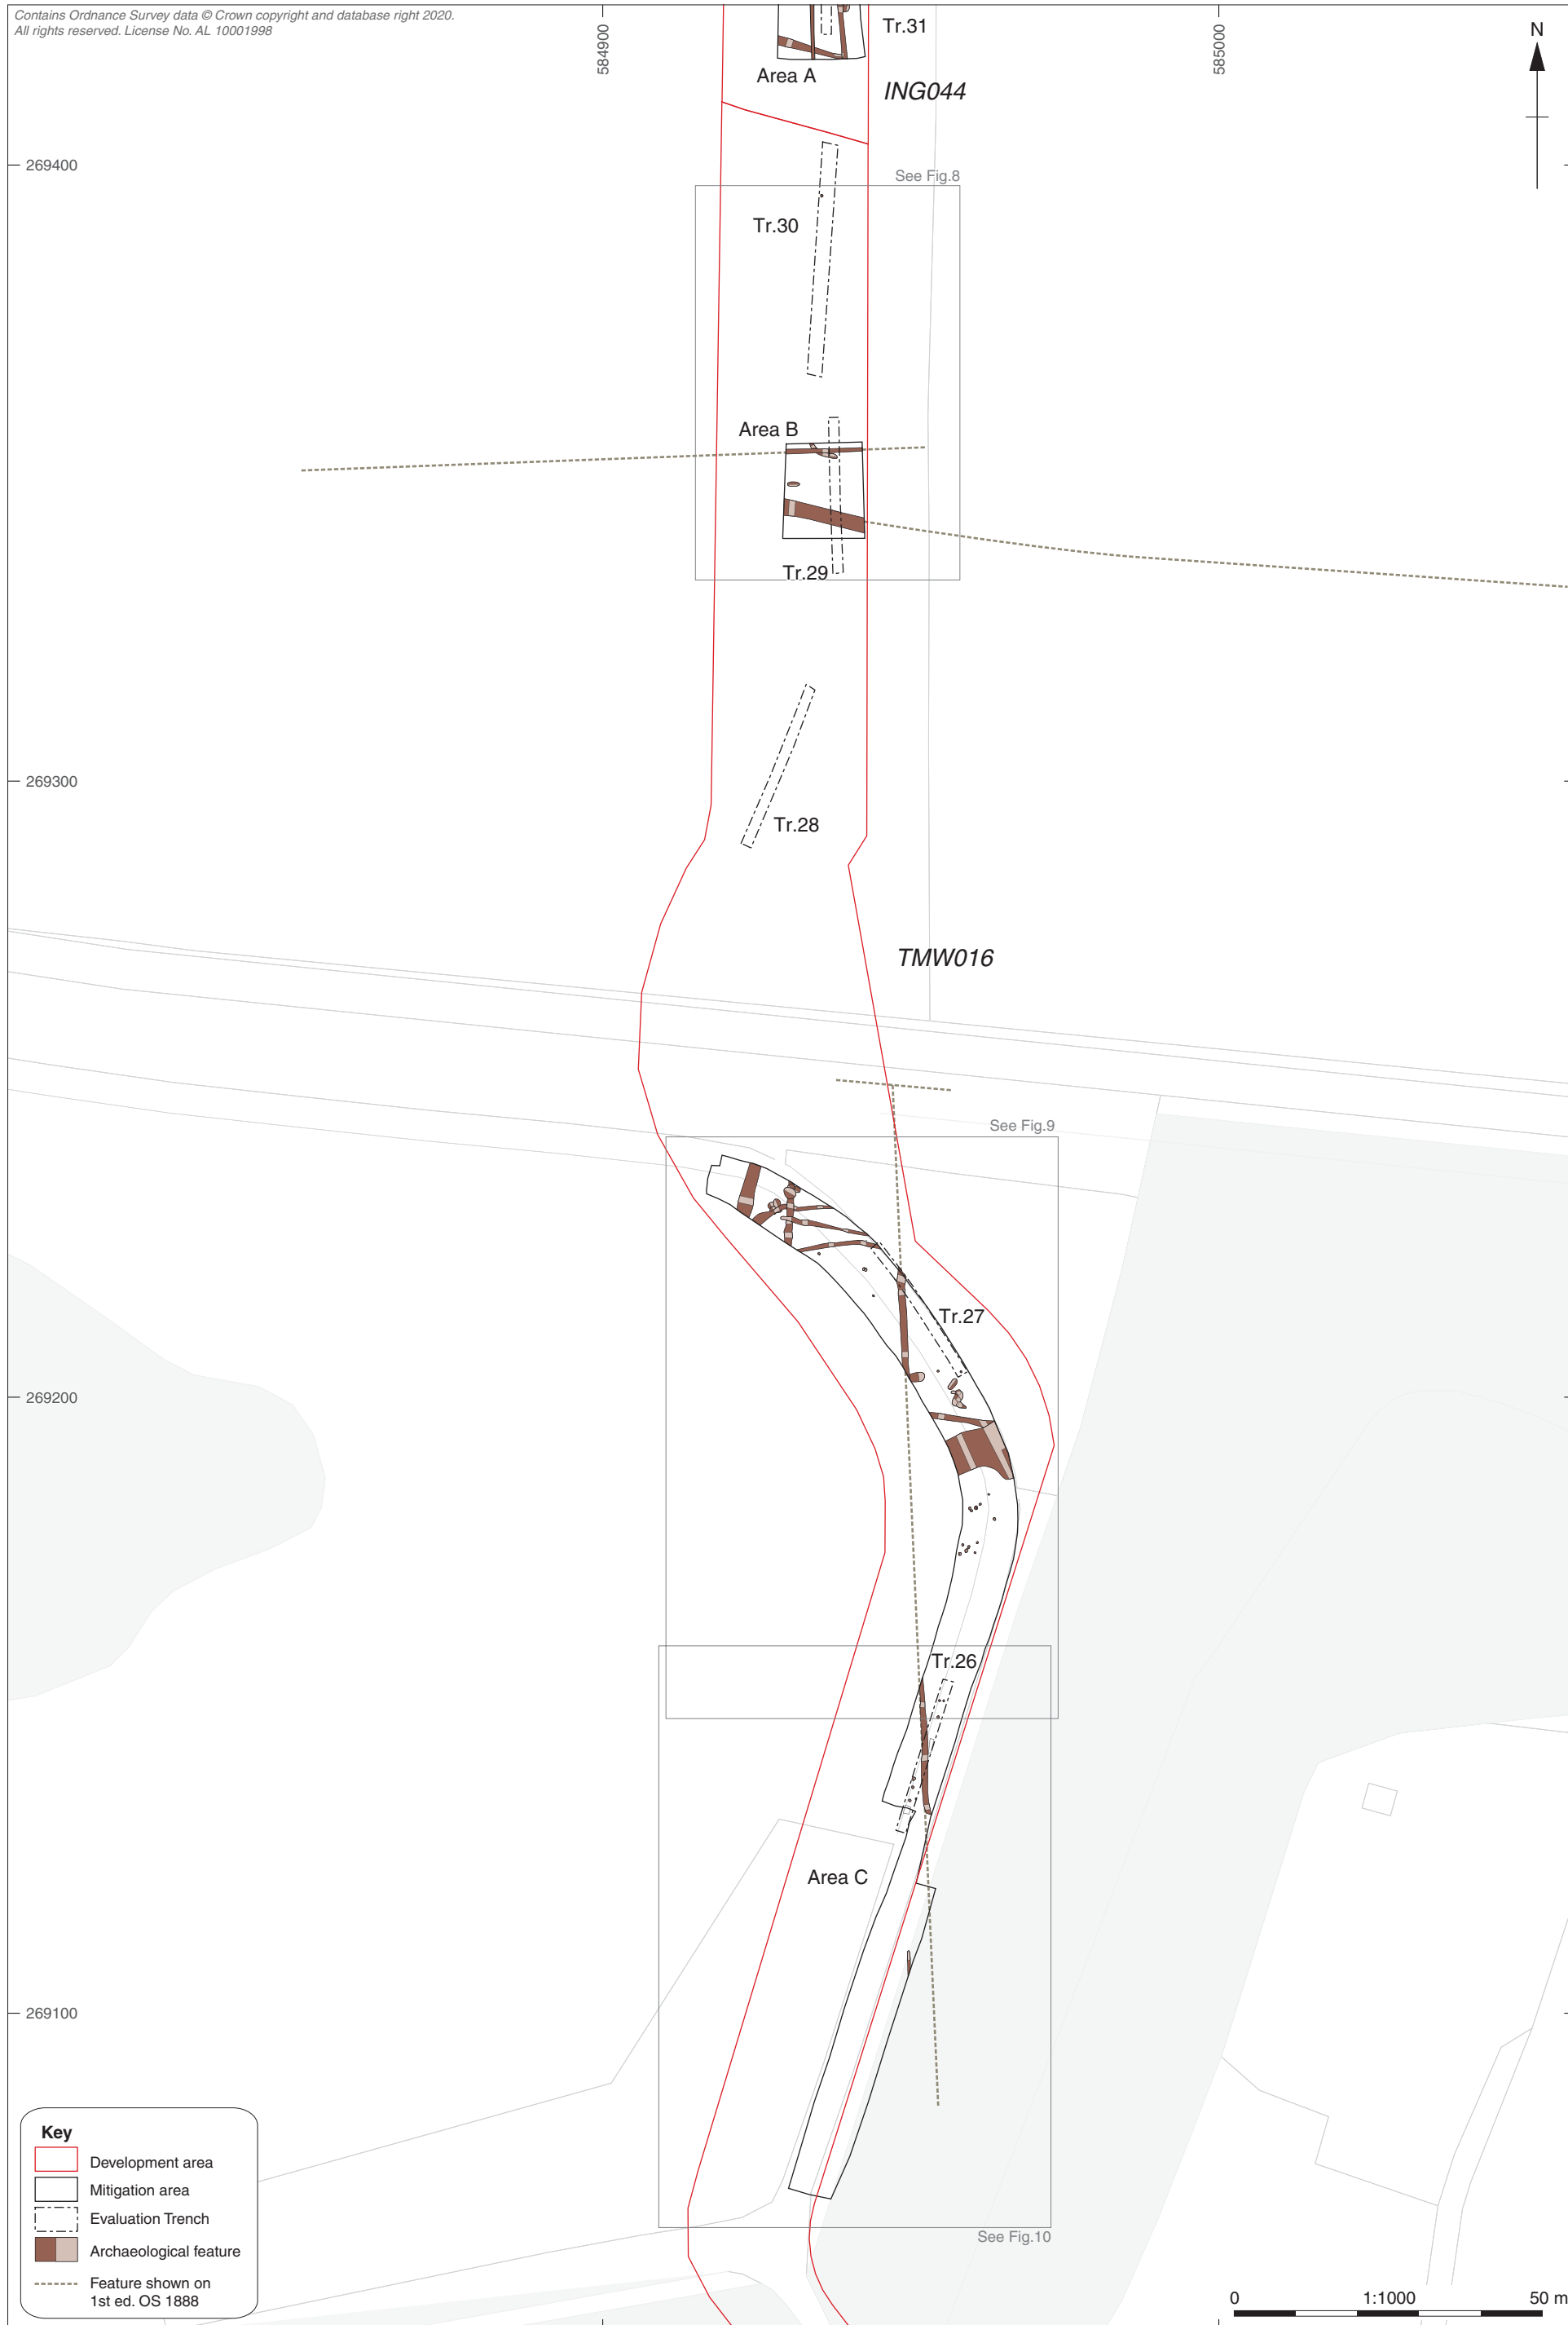 Contains Ordnance Survey data © Crown copyright and database right 2020.
All rights reserved. License No. AL 10001998
584900
585000
N
Tr.31
Area A
ING044
269400
See Fig.8
Tr.30
Area B
Tr.29
269300
Tr.28
TMW016
See Fig.9
Tr.27
269200
Tr.26
Area C
269100
See Fig.10
Key
Development area
Mitigation area
Evaluation Trench
Archaeological feature
Feature shown on
1st ed. OS 1888
0 1:1000 50 m